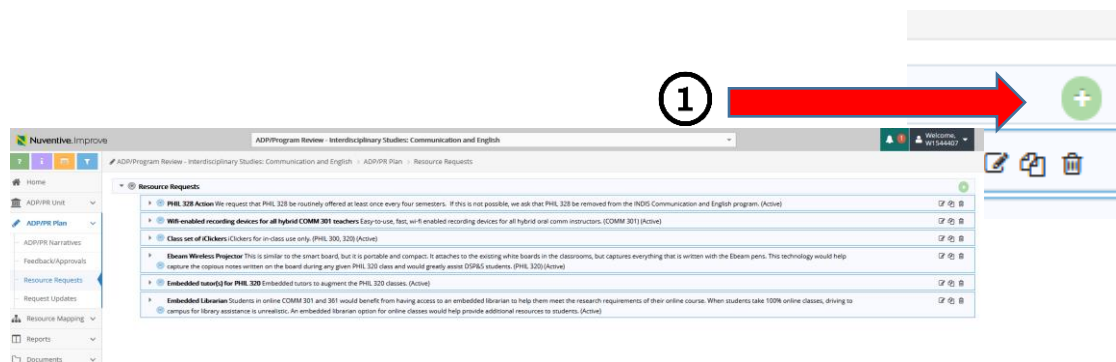 1
Nuventive.Improve
ADP/Program Review - Interdisciplinary Studies: Communication and English
Welcome,
W1544407
? i
ADP/Program Review - Interdisciplinary Studies: Communication and English > ADP/PR Plan > Resource Requests
Home
ADP/PR Unit
ADP/PR Plan
ADP/PR Narratives
Feedback/Approvals
Resource Requests
Request Updates
Resource Mapping
Reports
Documents
Resource Requests
PHIL 328 Action We request that PHIL 328 be routinely offered at least once every four semesters. If this is not possible, we ask that PHIL 328 be removed from the INDIS Communication and English program. (Active)
Wifi-enabled recording devices for all hybrid COMM 301 teachers Easy-to-use, fast, wi-fi enabled recording devices for all hybrid oral comm instructors. (COMM 301) (Active)
Class set of iClickers iClickers for in-class use only. (PHIL 300, 320) (Active)
Ebeam Wireless Projector This is similar to the smart board, but it is portable and compact. It attaches to the existing white boards in the classrooms, but captures everything that is written with the Ebeam pens. This technology would help
capture the copious notes written on the board during any given PHIL 320 class and would greatly assist DSP&S students. (PHIL 320) (Active)
Embedded tutor(s) for PHIL 320 Embedded tutors to augment the PHIL 320 classes. (Active)
Embedded Librarian Students in online COMM 301 and 361 would benefit from having access to an embedded librarian to help them meet the research requirements of their online course. When students take 100% online classes, driving to
campus for library assistance is unrealistic. An embedded librarian option for online classes would help provide additional resources to students. (Active)